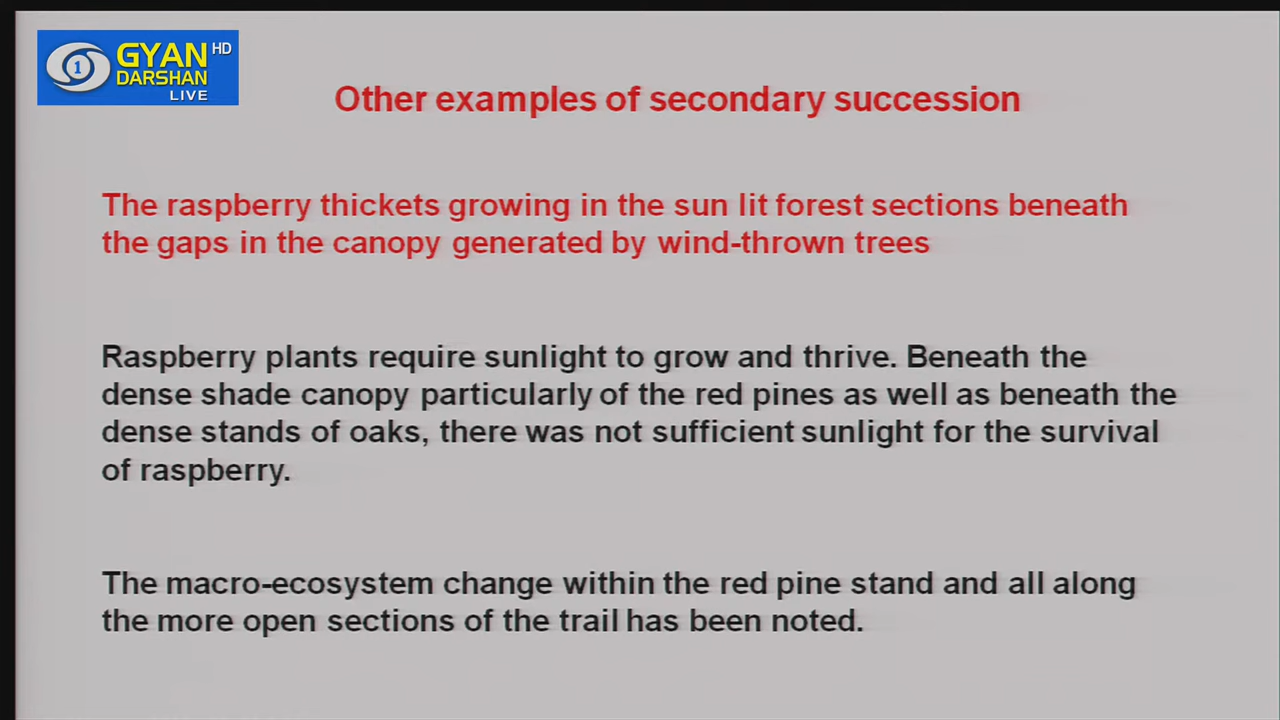 GYAN HD
DARSHAN
1
LIVE
Other examples of secondary succession
The raspberry thickets growing in the sun lit forest sections beneath
the gaps in the canopy generated by wind-thrown trees
Raspberry plants require sunlight to grow and thrive. Beneath the
dense shade canopy particularly of the red pines as well as beneath the
dense stands of oaks, there was not sufficient sunlight for the survival
of raspberry.
The macro-ecosystem change within the red pine stand and all along
the more open sections of the trail has been noted.